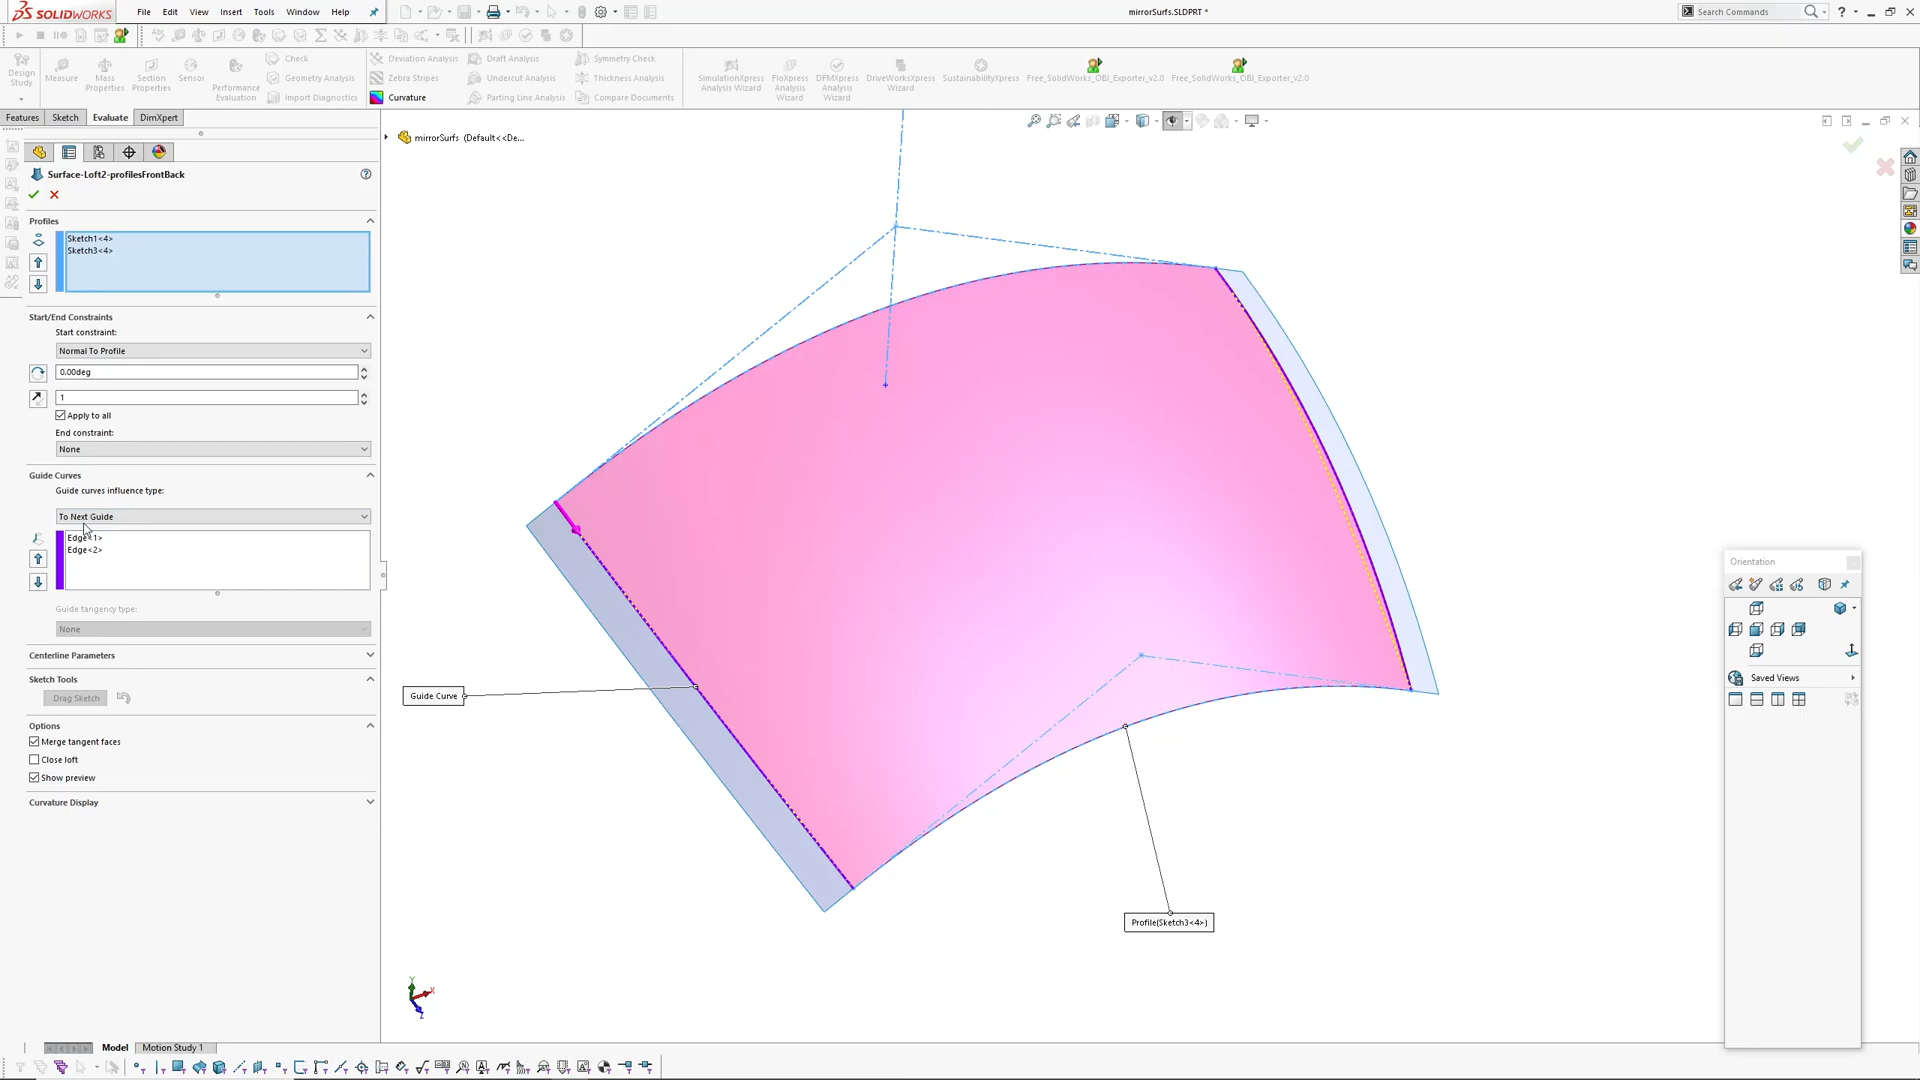 SOLIDWORKS
File Edit View Insert Tools Window Help
mirrorSurfs.SLDPRT *
Search Commands
Design Study
Measure
Mass Properties
Section Properties
Sensor
Performance Evaluation
Check
Geometry Analysis
Import Diagnostics
Deviation Analysis
Zebra Stripes
Curvature
Draft Analysis
Undercut Analysis
Parting Line Analysis
Symmetry Check
Thickness Analysis
Compare Documents
SimulationXpress Analysis Wizard
FloXpress Analysis Wizard
DFMXpress Analysis Wizard
DriveWorksXpress Wizard
SustainabilityXpress
Free_SolidWorks_OBJ_Exporter_v2.0
Free_SolidWorks_OBJ_Exporter_v2.0
Features Sketch Evaluate DimXpert
mirrorSurfs (Default<<De...
Surface-Loft2-profilesFrontBack
Profiles
Sketch1<4>
Sketch3<4>
Start/End Constraints
Start constraint:
Normal To Profile
0.00deg
1
Apply to all
End constraint:
None
Guide Curves
Guide curves influence type:
To Next Guide
Edge<1>
Edge<2>
Guide tangency type:
None
Centerline Parameters
Sketch Tools
Drag Sketch
Options
Merge tangent faces
Close loft
Show preview
Curvature Display
Guide Curve
Profile(Sketch3<4>)
Orientation
Saved Views
Y
X
Z
Model Motion Study 1